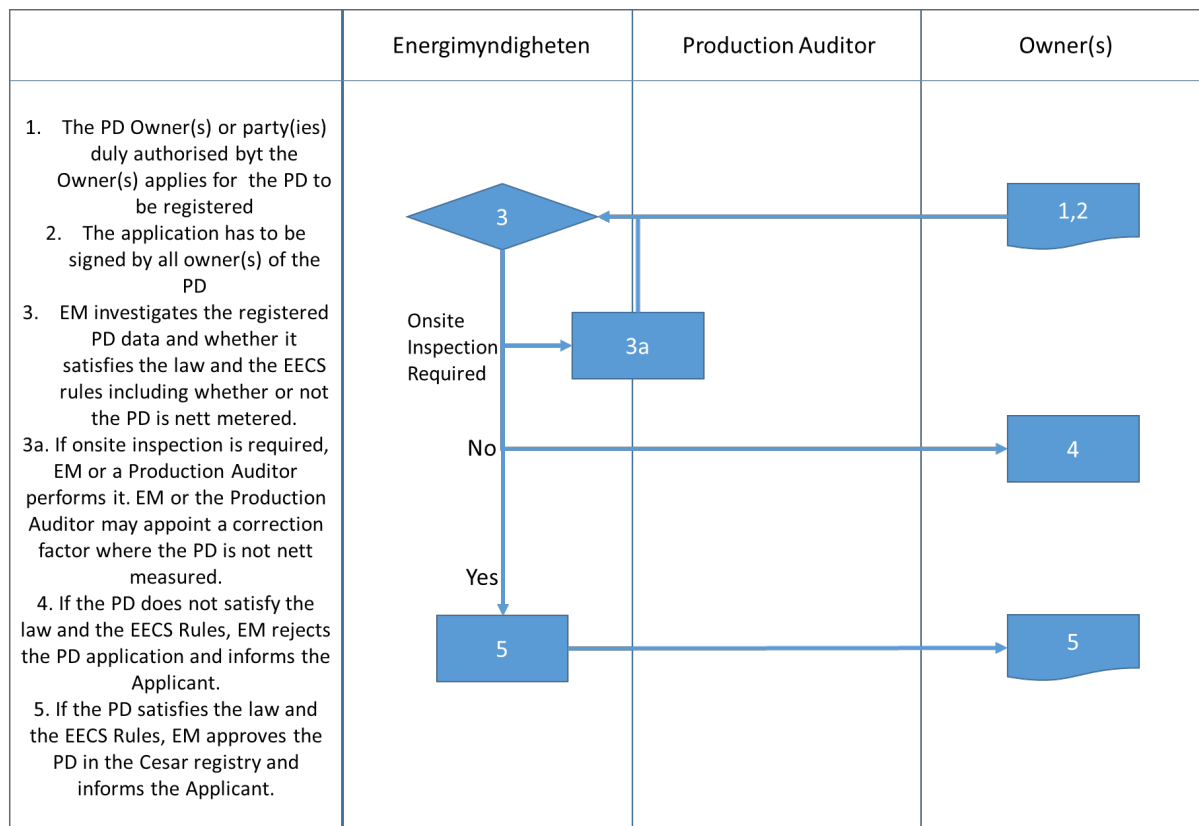 Energimyndigheten
Production Auditor
Owner(s)
1. The PD Owner(s) or party(ies)
duly authorised byt the
Owner(s) applies for the PD to
be registered
2. The application has to be
signed by all owner(s) of the
PD
3. EM investigates the registered
PD data and whether it
satisfies the law and the EECS
rules including whether or not
the PD is nett metered.
3a. If onsite inspection is required,
EM or a Production Auditor
performs it. EM or the Production
Auditor may appoint a correction
factor where the PD is not nett
measured.
4. If the PD does not satisfy the
law and the EECS Rules, EM rejects
the PD application and informs the
Applicant.
5. If the PD satisfies the law and
the EECS Rules, EM approves the
PD in the Cesar registry and
informs the Applicant.
3
1,2
Onsite
Inspection
Required
3a
No
4
Yes
5
5